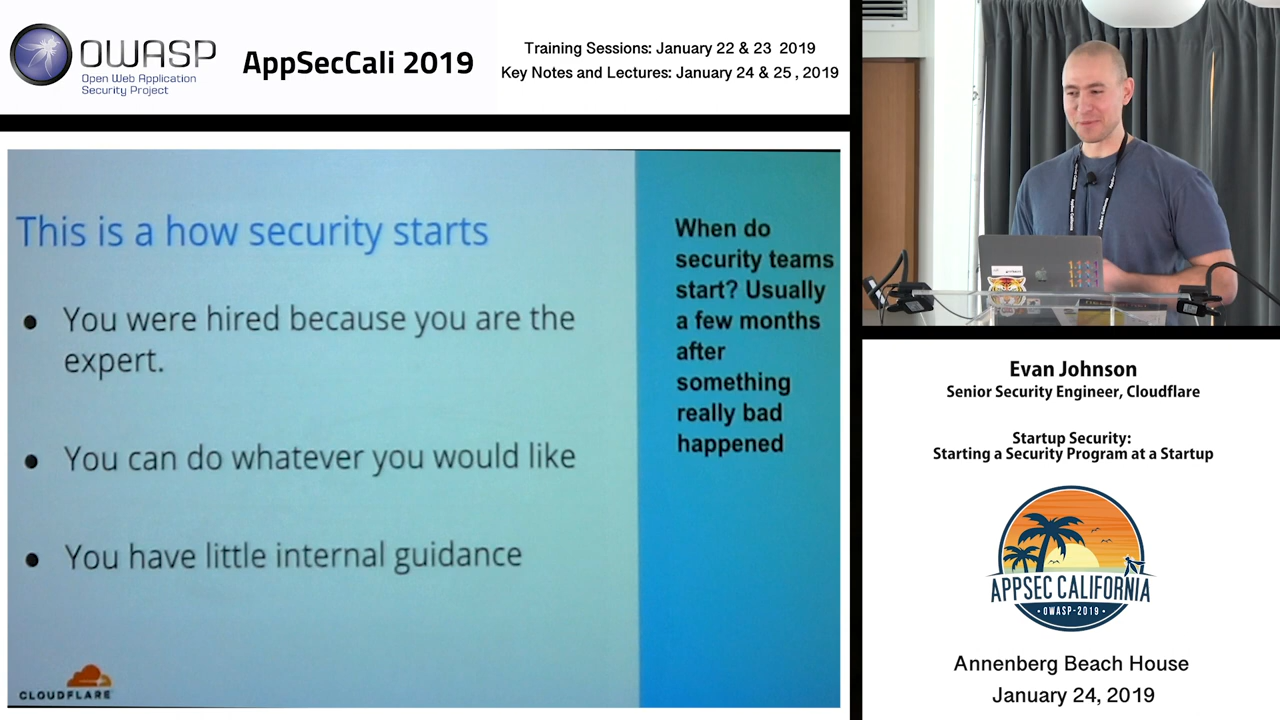 OWASP
Open Web Application
Security Project
AppSecCali 2019
Training Sessions: January 22 & 23 2019
Key Notes and Lectures: January 24 & 25, 2019
This is a how security starts
● You were hired because you are the
expert.
● You can do whatever you would like
● You have little internal guidance
CLOUDFLARE
When do
security teams
start? Usually
a few months
after
something
really bad
happened
Evan Johnson
Senior Security Engineer, Cloudflare
Startup Security:
Starting a Security Program at a Startup
APPSEC CALIFORNIA
·OWASP-2019·
Annenberg Beach House
January 24, 2019